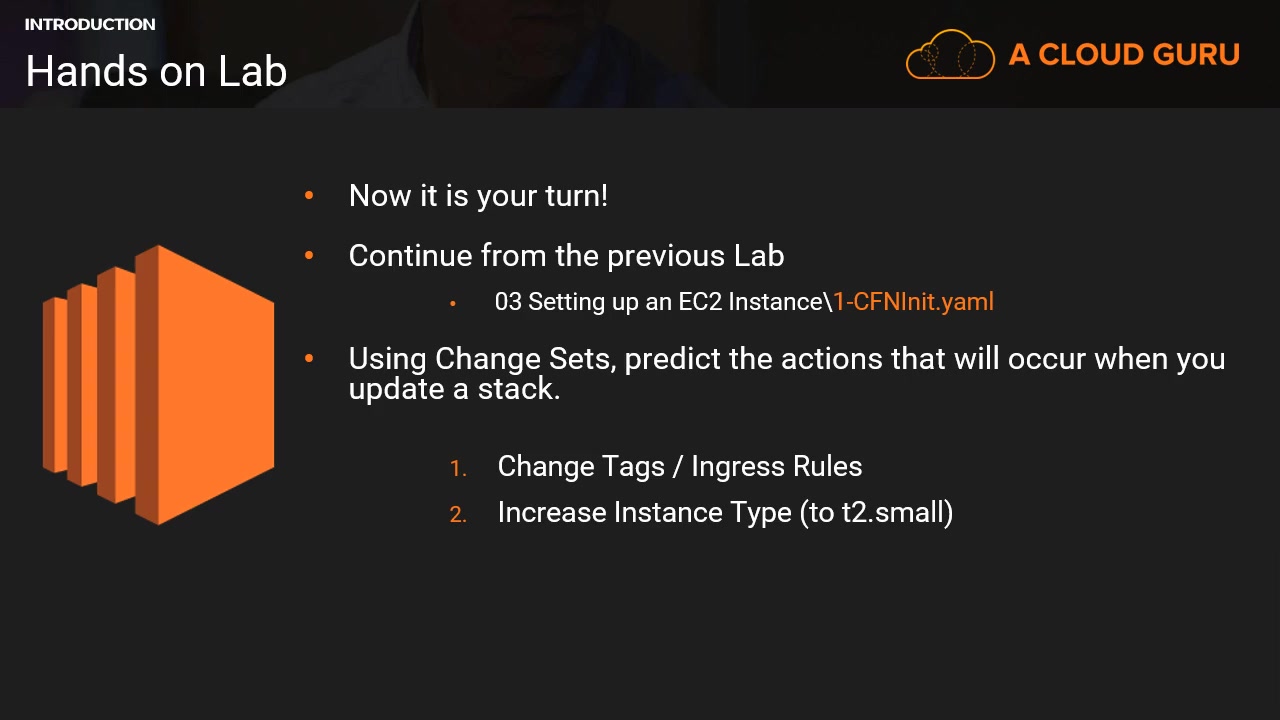 INTRODUCTION
Hands on Lab
A CLOUD GURU
• Now it is your turn!
• Continue from the previous Lab
• 03 Setting up an EC2 Instance\1-CFNInit.yaml
• Using Change Sets, predict the actions that will occur when you
update a stack.
1. Change Tags / Ingress Rules
2. Increase Instance Type (to t2.small)